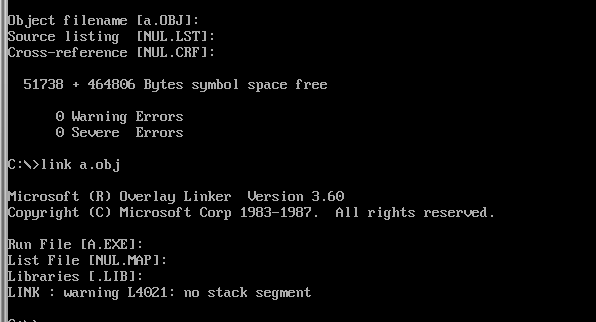 Object filename [a.OBJ]:
Source listing  [NUL.LST]:
Cross-reference [NUL.CRF]:
51738 + 464806 Bytes symbol space free
0 Warning Errors
0 Severe  Errors
C:\>link a.obj
Microsoft (R) Overlay Linker  Version 3.60
Copyright (C) Microsoft Corp 1983-1987.  All rights reserved.
Run File [A.EXE]:
List File [NUL.MAP]:
Libraries [.LIB]:
LINK : warning L4021: no stack segment